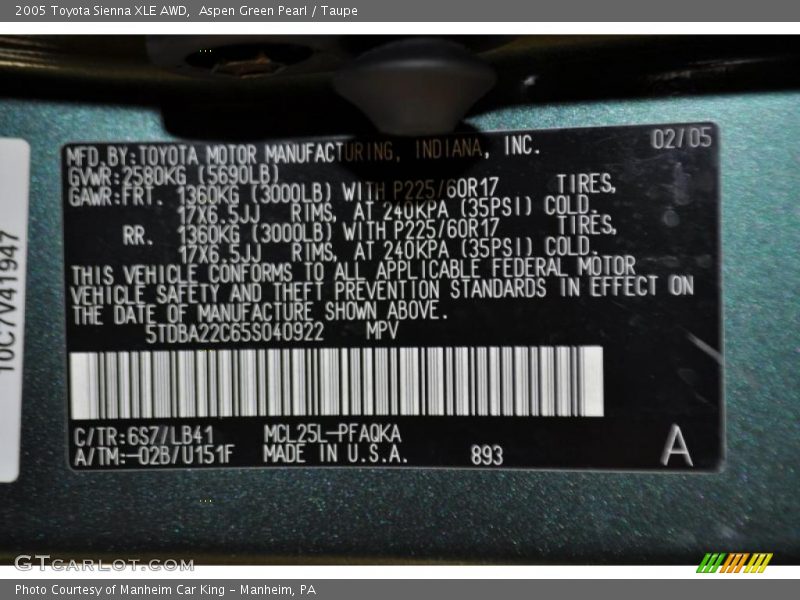 2005 Toyota Sienna XLE AWD,  Aspen Green Pearl / Taupe
MFD.BY:TOYOTA MOTOR MANUFACTURING, INDIANA, INC. 02/05
GVWR:2580KG (5690LB)
GAWR:FRT. 1360KG (3000LB) WITH P225/60R17 TIRES,
17X6.5JJ RIMS, AT 240KPA (35PSI) COLD.
RR. 1360KG (3000LB) WITH P225/60R17 TIRES,
17X6.5JJ RIMS, AT 240KPA (35PSI) COLD.
THIS VEHICLE CONFORMS TO ALL APPLICABLE FEDERAL MOTOR
VEHICLE SAFETY AND THEFT PREVENTION STANDARDS IN EFFECT ON
THE DATE OF MANUFACTURE SHOWN ABOVE.
5TDBA22C65S040922 MPV
C/TR:6S7/LB41 MCL25L-PFAQKA
A/TM:-02B/U151F MADE IN U.S.A. 893 A
10C7V41947
GTCARLOT.COM
Photo Courtesy of Manheim Car King - Manheim, PA